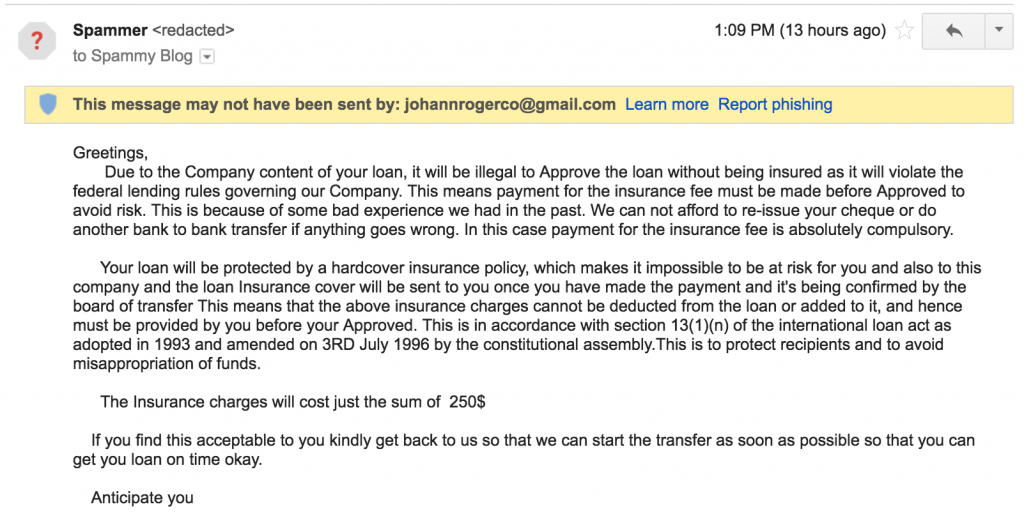 ?
Spammer <redacted>
1:09 PM (13 hours ago)
to Spammy Blog
This message may not have been sent by: johannrogerco@gmail.com Learn more Report phishing
Greetings,
Due to the Company content of your loan, it will be illegal to Approve the loan without being insured as it will violate the
federal lending rules governing our Company. This means payment for the insurance fee must be made before Approved to
avoid risk. This is because of some bad experience we had in the past. We can not afford to re-issue your cheque or do
another bank to bank transfer if anything goes wrong. In this case payment for the insurance fee is absolutely compulsory.
Your loan will be protected by a hardcover insurance policy, which makes it impossible to be at risk for you and also to this
company and the loan Insurance cover will be sent to you once you have made the payment and it's being confirmed by the
board of transfer This means that the above insurance charges cannot be deducted from the loan or added to it, and hence
must be provided by you before your Approved. This is in accordance with section 13(1)(n) of the international loan act as
adopted in 1993 and amended on 3RD July 1996 by the constitutional assembly.This is to protect recipients and to avoid
misappropriation of funds.
The Insurance charges will cost just the sum of 250$
If you find this acceptable to you kindly get back to us so that we can start the transfer as soon as possible so that you can
get you loan on time okay.
Anticipate you